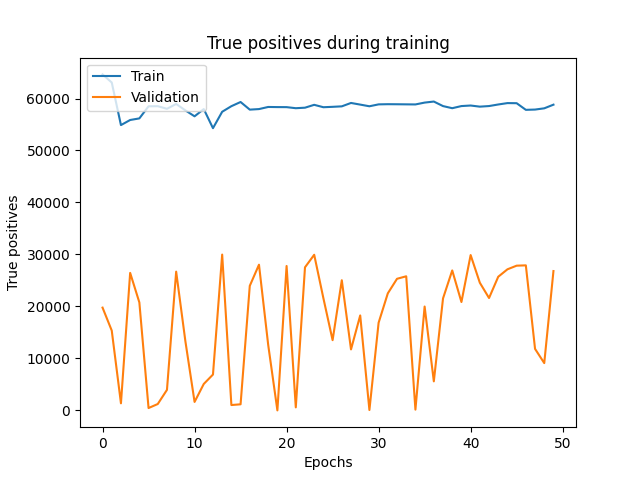 True positives during training
Train
Validation
60000
50000
40000
30000
20000
10000
0
True positives
0 10 20 30 40 50
Epochs